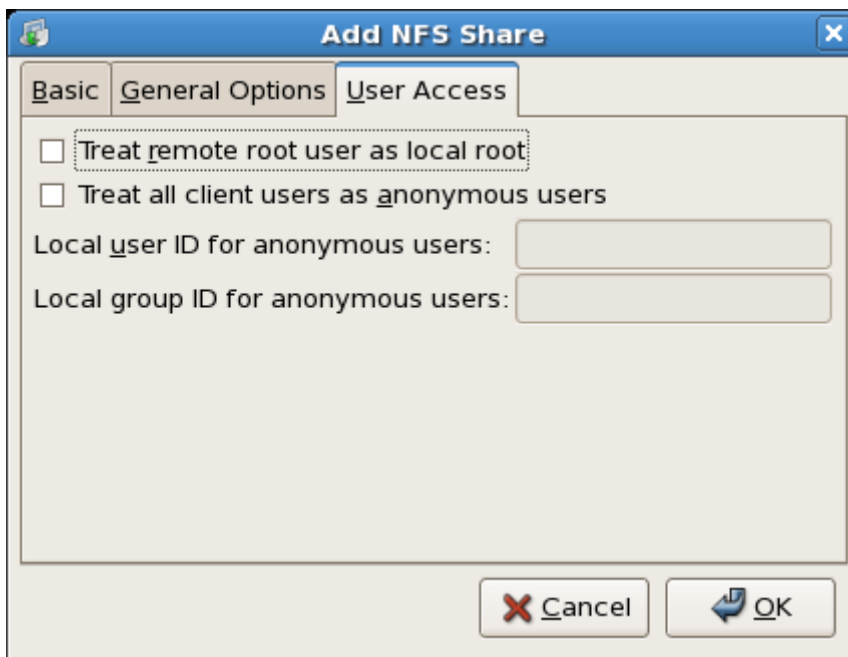 Add NFS Share
Basic General Options User Access
Treat remote root user as local root
Treat all client users as anonymous users
Local user ID for anonymous users:
Local group ID for anonymous users:
Cancel OK